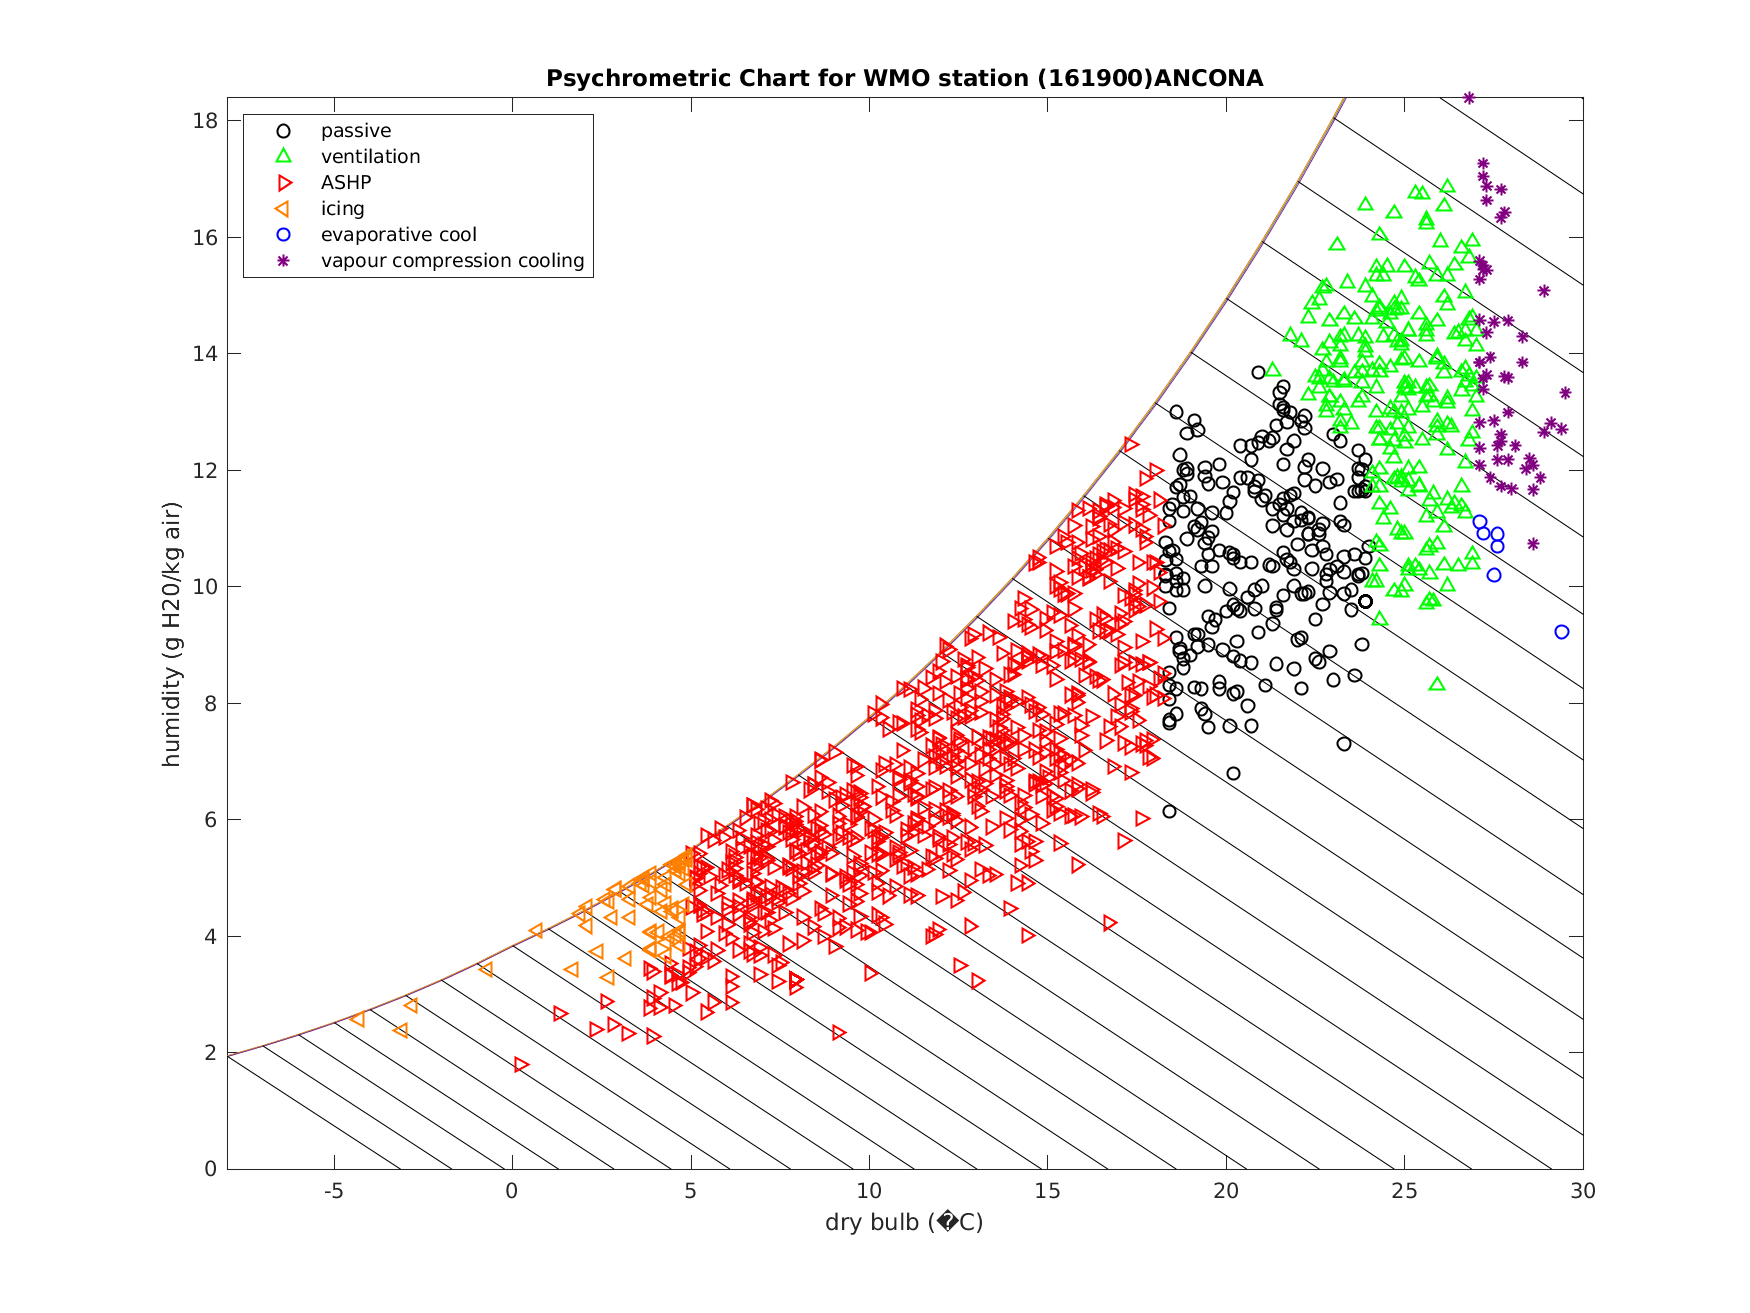 Psychrometric Chart for WMO station (161900)ANCONA
passive
ventilation
ASHP
icing
evaporative cool
vapour compression cooling
18
16
14
12
10
8
6
4
2
0
humidity (g H20/kg air)
-5
0
5
10
15
20
25
30
dry bulb (�C)